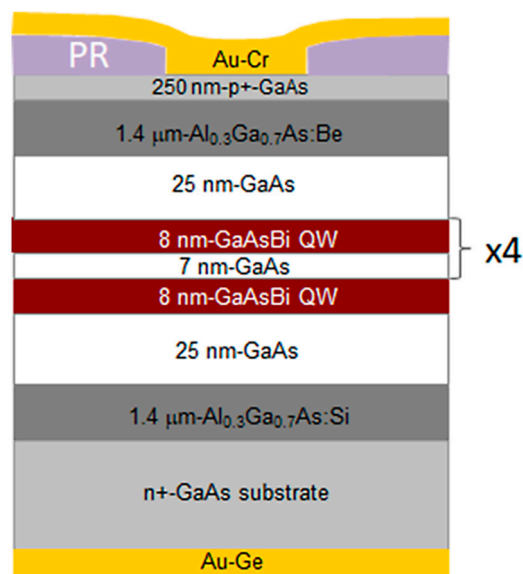 PR
Au-Cr
250 nm-p+-GaAs
1.4 μm-Al₀.₃Ga₀.₇As:Be
25 nm-GaAs
8 nm-GaAsBi QW
7 nm-GaAs
x4
8 nm-GaAsBi QW
25 nm-GaAs
1.4 μm-Al₀.₃Ga₀.₇As:Si
n+-GaAs substrate
Au-Ge